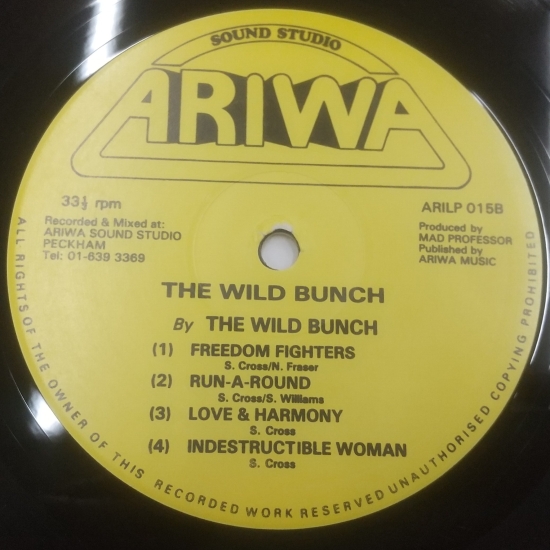 SOUND STUDIO
ARIWA
33⅓ rpm
Recorded & Mixed at:
ARIWA SOUND STUDIO
PECKHAM
Tel: 01-639 3369
ARILP 015B
Produced by
MAD PROFESSOR
Published by
ARIWA MUSIC
THE WILD BUNCH
By THE WILD BUNCH
(1) FREEDOM FIGHTERS
S. Cross/N. Fraser
(2) RUN-A-ROUND
S. Cross/S. Williams
(3) LOVE & HARMONY
S. Cross
(4) INDESTRUCTIBLE WOMAN
S. Cross
ALL RIGHTS OF THE OWNER OF THIS RECORDED WORK RESERVED UNAUTHORISED COPYING PROHIBITED